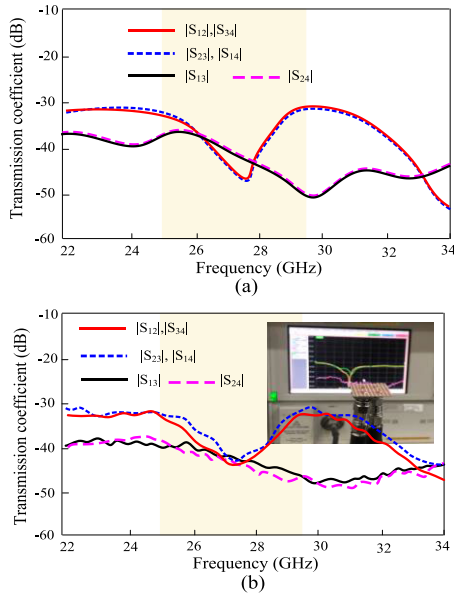 -10
|S12|,|S34|
|S23|, |S14|
|S13| |S24|
-20
-30
-40
-50
-60
Transmission coefficient (dB)
22 24 26 28 30 32 34
Frequency (GHz)
(a)
-10
|S12|,|S34|
|S23|, |S14|
|S13| |S24|
-20
-30
-40
-50
-60
Transmission coefficient (dB)
22 24 26 28 30 32 34
Frequency (GHz)
(b)